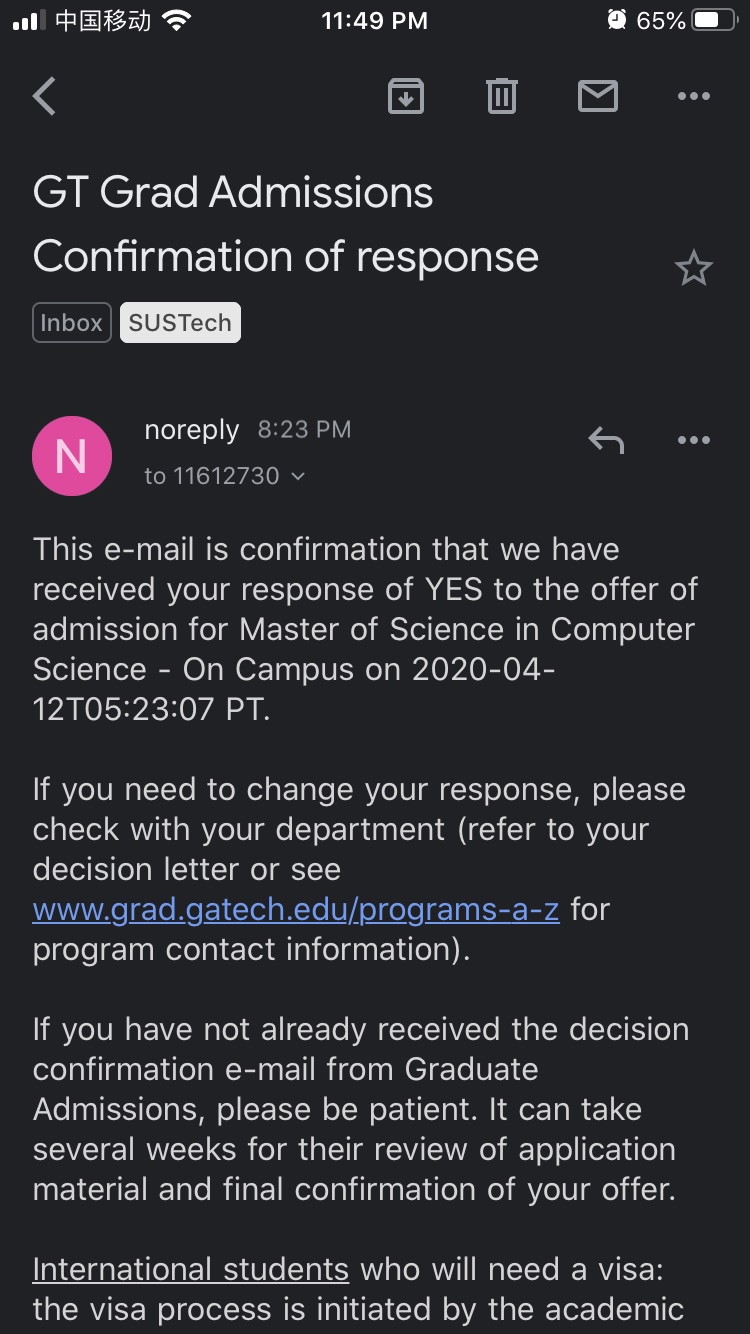 中国移动
11:49 PM
65%
GT Grad Admissions
Confirmation of response
Inbox
SUSTech
N
noreply 8:23 PM
to 11612730
This e-mail is confirmation that we have
received your response of YES to the offer of
admission for Master of Science in Computer
Science - On Campus on 2020-04-
12T05:23:07 PT.
If you need to change your response, please
check with your department (refer to your
decision letter or see
www.grad.gatech.edu/programs-a-z for
program contact information).
If you have not already received the decision
confirmation e-mail from Graduate
Admissions, please be patient. It can take
several weeks for their review of application
material and final confirmation of your offer.
International students who will need a visa:
the visa process is initiated by the academic